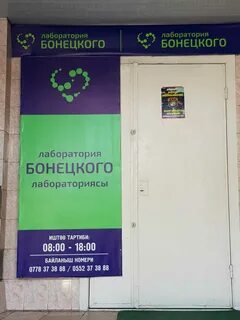 лаборатория
БОНЕЦКОГО
лаборатория
БОНЕЦКОГО
лаборатория
БОНЕЦКОГО
лабораториясы
ИШТӨӨ ТАРТИБИ:
08:00 - 18:00
БАЙЛАНЫШ НОМЕРИ
0778 37 38 88 / 0552 37 38 88